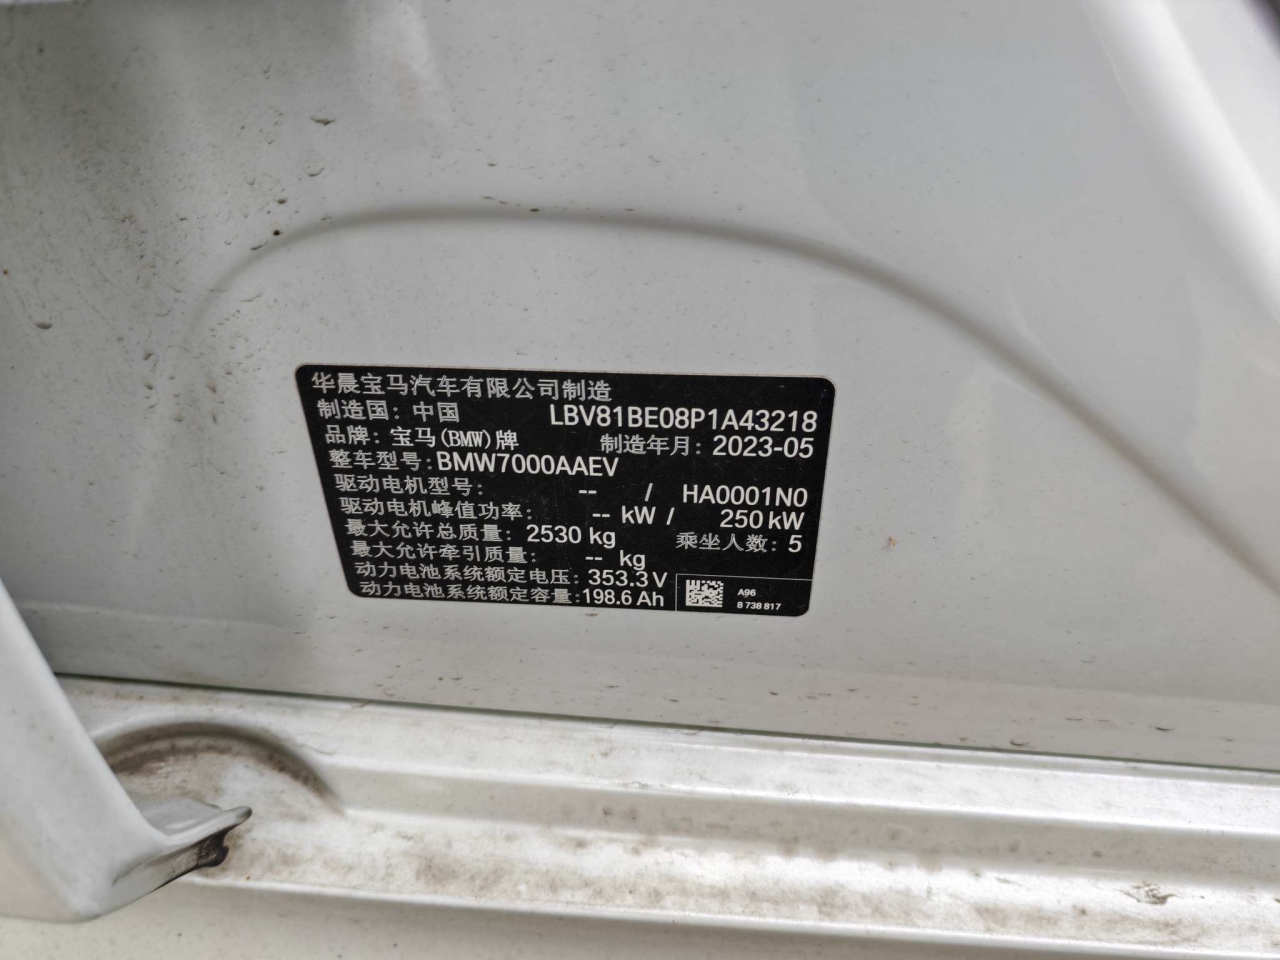 华晨宝马汽车有限公司制造
制造国：中国 LBV81BE08P1A43218
品牌：宝马(BMW)牌 制造年月：2023-05
整车型号：BMW7000AAEV
驱动电机型号： -- / HA0001N0
驱动电机峰值功率： -- kW / 250 kW
最大允许总质量：2530 kg 乘坐人数：5
最大允许牵引质量： -- kg
动力电池系统额定电压：353.3 V
动力电池系统额定容量：198.6 Ah
A96
8 738 817